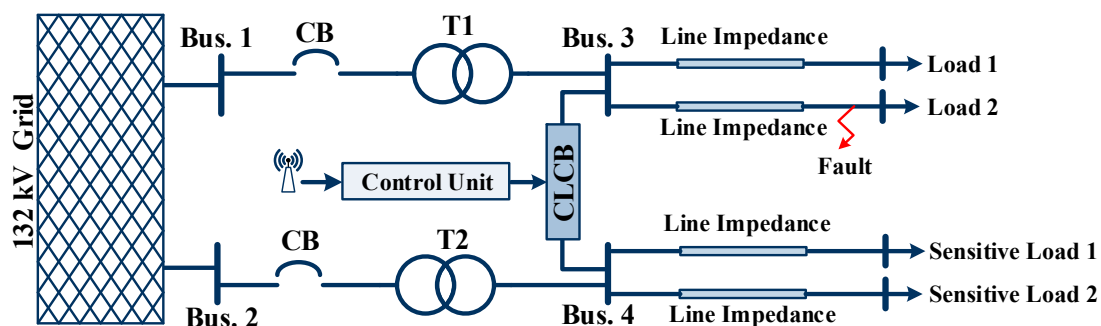 132 kV Grid
Bus. 1
CB
T1
Bus. 3
Line Impedance
Load 1
Load 2
Line Impedance
Fault
Control Unit
CLCB
Line Impedance
Sensitive Load 1
CB
T2
Sensitive Load 2
Bus. 2
Bus. 4
Line Impedance